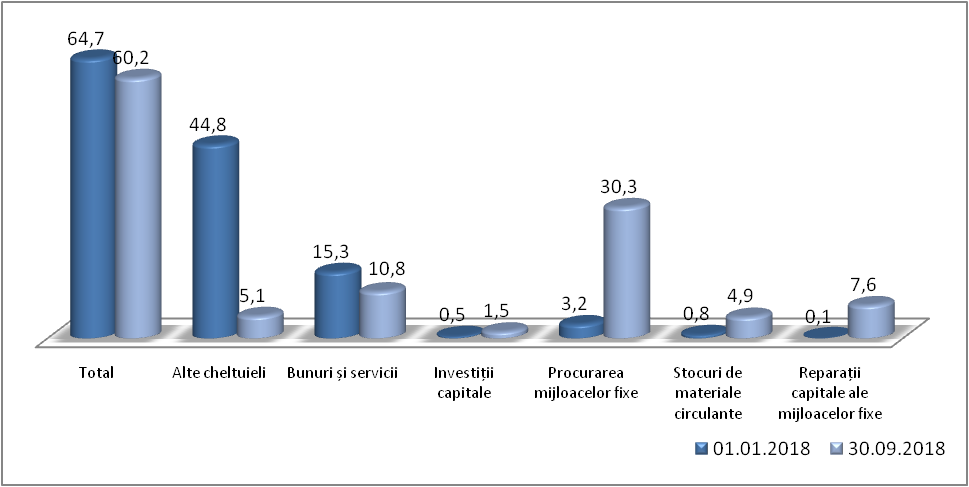 64,7
60,2
44,8
5,1
15,3
10,8
0,5
1,5
3,2
30,3
0,8
4,9
0,1
7,6
Total
Alte cheltuieli
Bunuri și servicii
Investiții
capitale
Procurarea
mijloacelor fixe
Stocuri de
materiale
circulante
Reparații
capitale ale
mijloacelor fixe
01.01.2018
30.09.2018